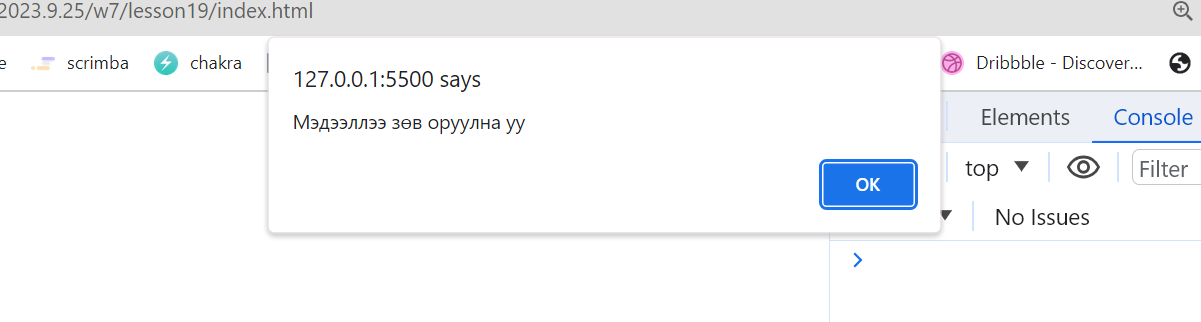 2023.9.25/w7/lesson19/index.html
e scrimba chakra Dribbble - Discover...
127.0.0.1:5500 says
Мэдээллээ зөв оруулна уу
OK
Elements Console
top Filter
No Issues